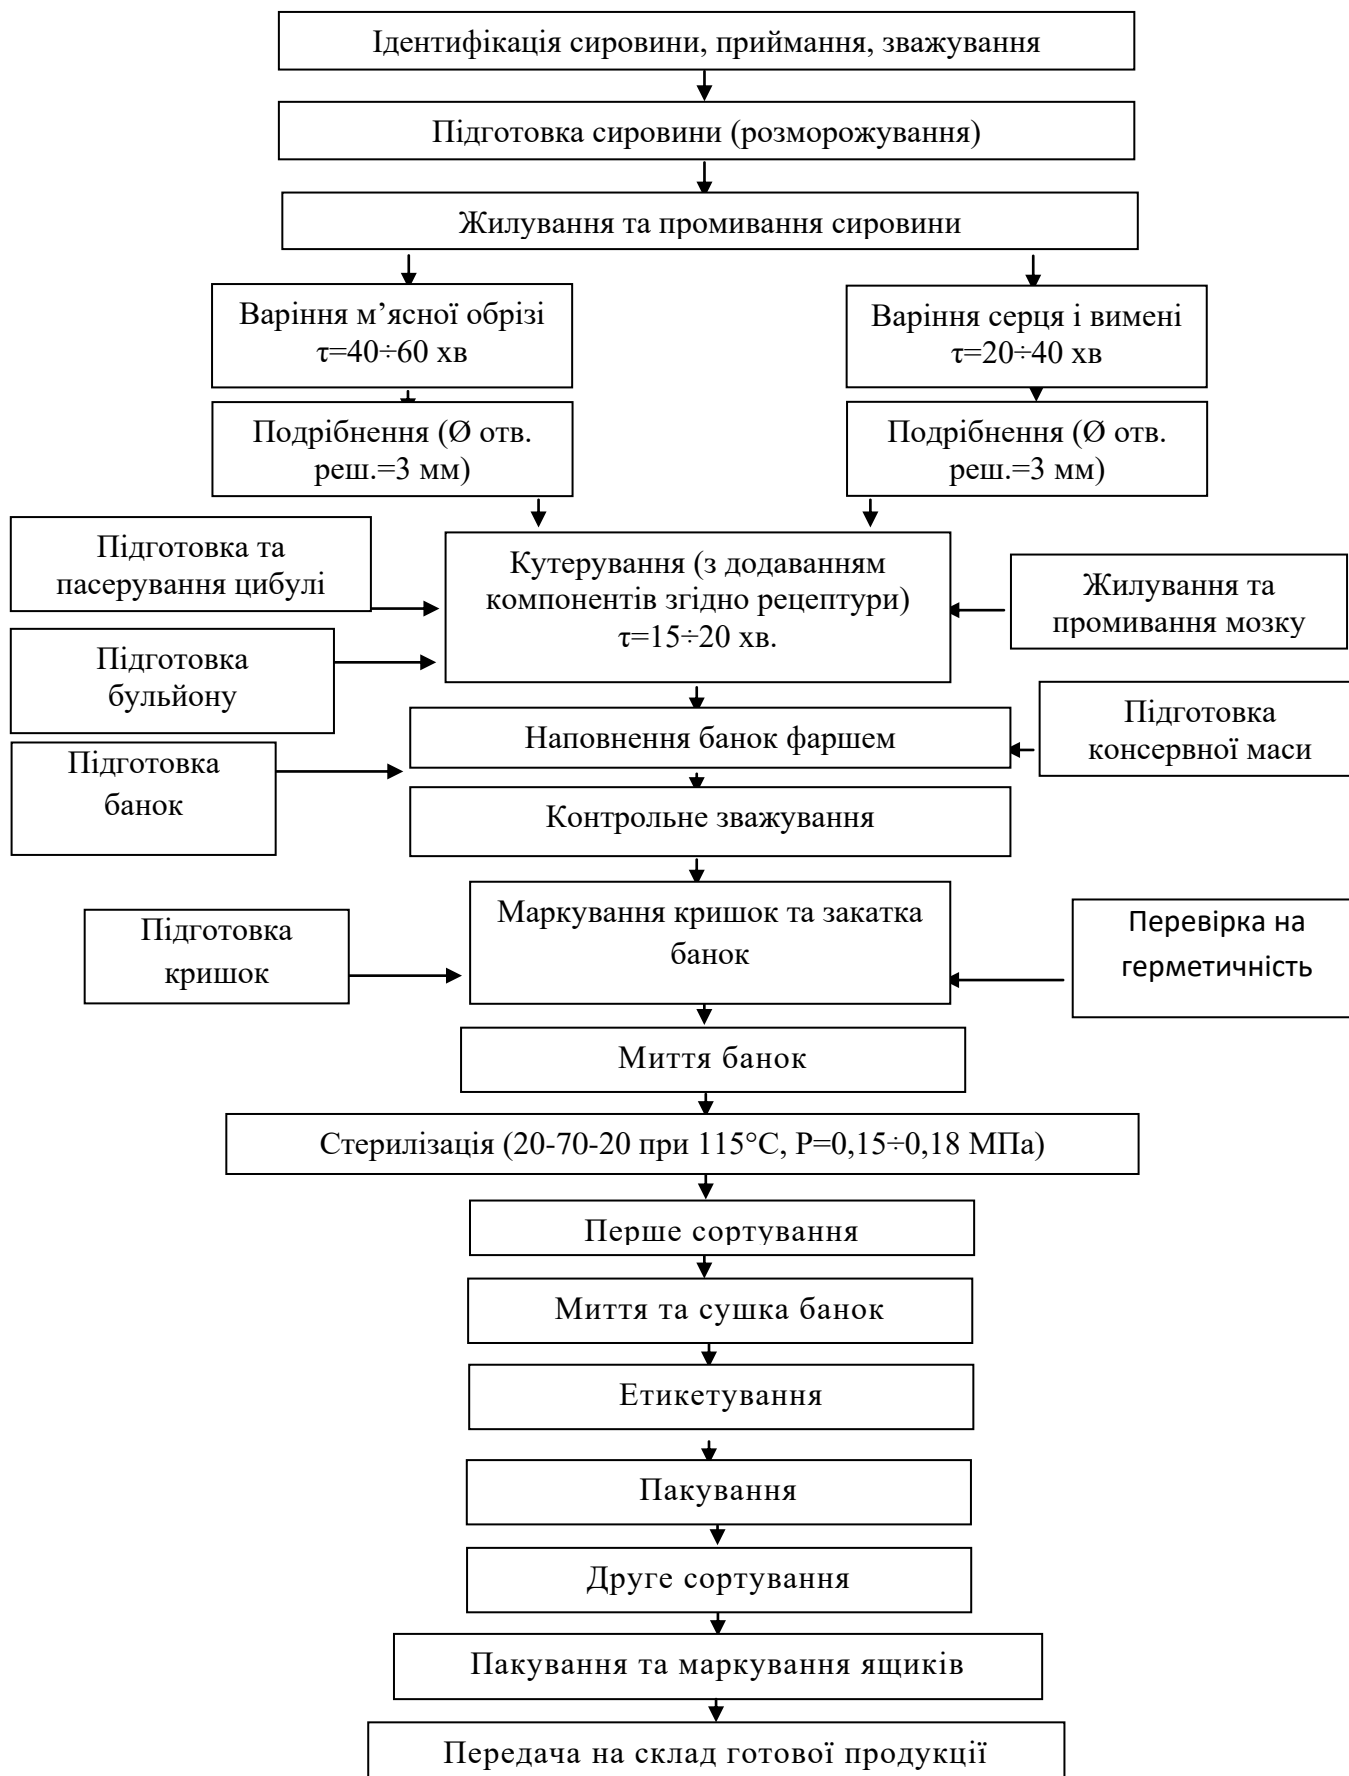 Ідентифікація сировини, приймання, зважування
Підготовка сировини (розморожування)
Жилування та промивання сировини
Варіння м’ясної обрізі
τ=40÷60 хв
Варіння серця і вимені
τ=20÷40 хв
Подрібнення (Ø отв.
реш.=3 мм)
Подрібнення (Ø отв.
реш.=3 мм)
Підготовка та
пасерування цибулі
Кутерування (з додаванням
компонентів згідно рецептури)
τ=15÷20 хв.
Жилування та
промивання мозку
Підготовка
бульйону
Наповнення банок фаршем
Підготовка
консервної маси
Підготовка
банок
Контрольне зважування
Маркування кришок та закатка
банок
Підготовка
кришок
Перевірка на
герметичність
Миття банок
Стерилізація (20-70-20 при 115°С, Р=0,15÷0,18 МПа)
Перше сортування
Миття та сушка банок
Етикетування
Пакування
Друге сортування
Пакування та маркування ящиків
Передача на склад готової продукції